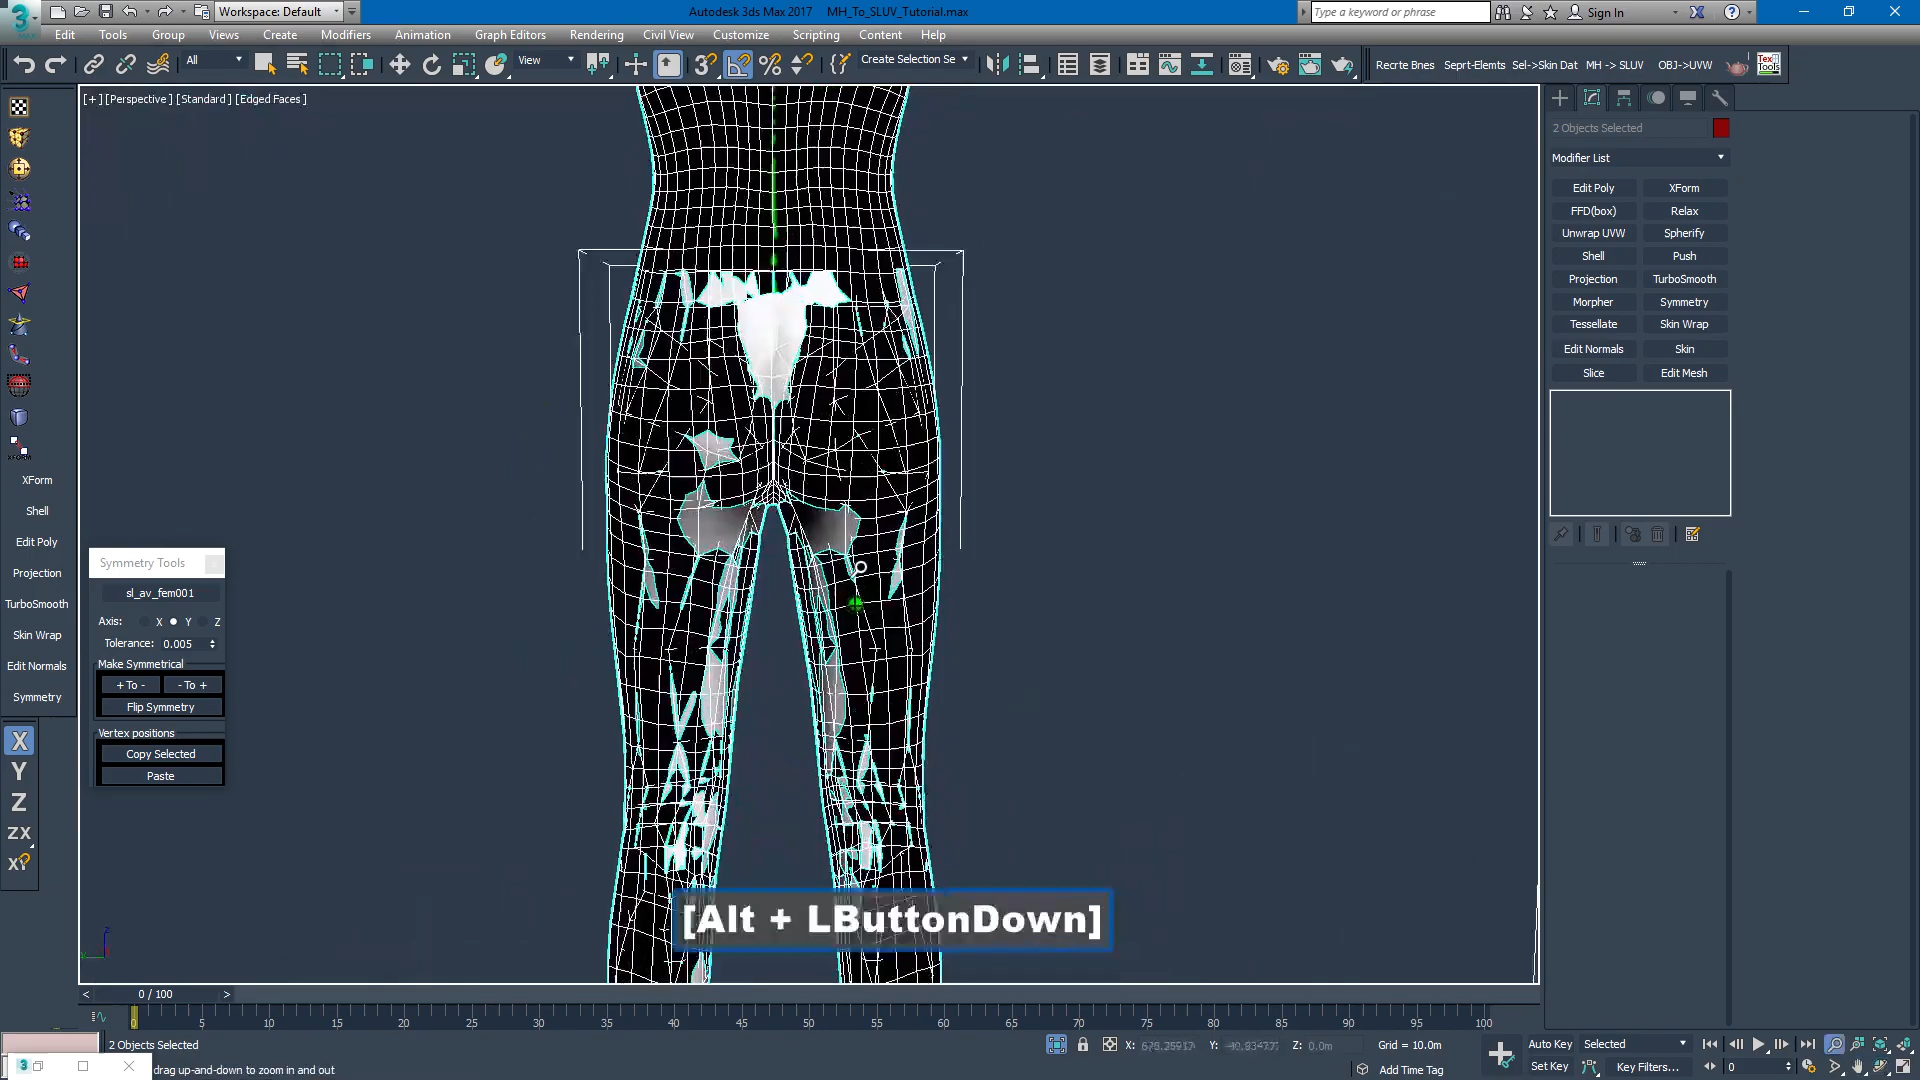 3 Workspace: Default Autodesk 3ds Max 2017 MH_To_SLUV_Tutorial.max Type a keyword or phrase Sign In
MAX
Edit Tools Group Views Create Modifiers Animation Graph Editors Rendering Civil View Customize Scripting Content Help
All View Create Selection Se Recrte Bnes Seprt-Elemts Sel->Skin Dat MH -> SLUV OBJ->UVW
[+] [Perspective] [Standard] [Edged Faces]
2 Objects Selected
Modifier List
Edit Poly XForm
FFD(box) Relax
Unwrap UVW Spherify
Shell Push
Projection TurboSmooth
Morpher Symmetry
Tessellate Skin Wrap
Edit Normals Skin
Slice Edit Mesh
XForm
Shell
Edit Poly
Projection
TurboSmooth
Skin Wrap
Edit Normals
Symmetry
X
Y
Z
ZX
XY
Symmetry Tools
sl_av_fem001
Axis: X Y Z
Tolerance: 0.005
Make Symmetrical
+ To - - To +
Flip Symmetry
Vertex positions
Copy Selected
Paste
[Alt + LButtonDown]
< 0 / 100 >
0 5 10 15 20 25 30 35 40 45 50 55 60 65 70 75 80 85 90 95 100
2 Objects Selected X: Y: Z: 0.0m Grid = 10.0m Auto Key Selected
drag up-and-down to zoom in and out Add Time Tag Set Key Key Filters... 0